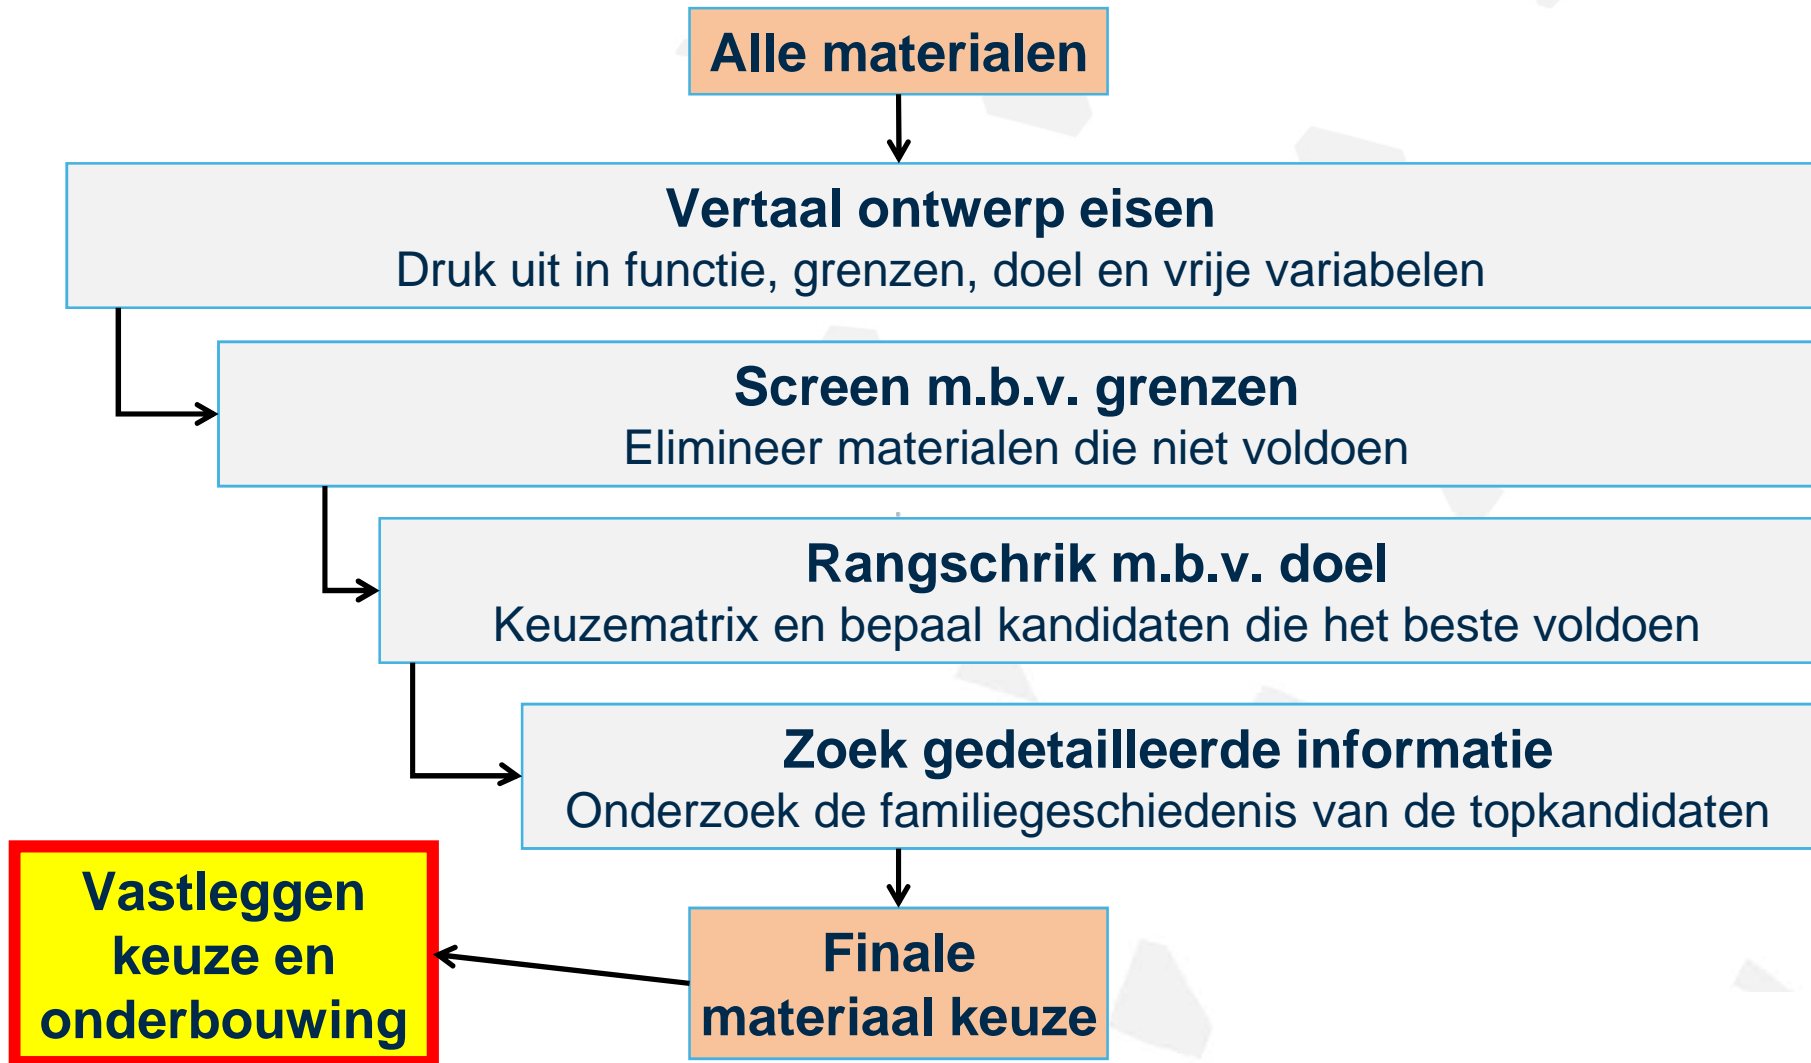 Alle materialen
Vertaal ontwerp eisen
Druk uit in functie, grenzen, doel en vrije variabelen
Screen m.b.v. grenzen
Elimineer materialen die niet voldoen
Rangschrik m.b.v. doel
Keuzematrix en bepaal kandidaten die het beste voldoen
Zoek gedetailleerde informatie
Onderzoek de familiegeschiedenis van de topkandidaten
Finale
materiaal keuze
Vastleggen
keuze en
onderbouwing